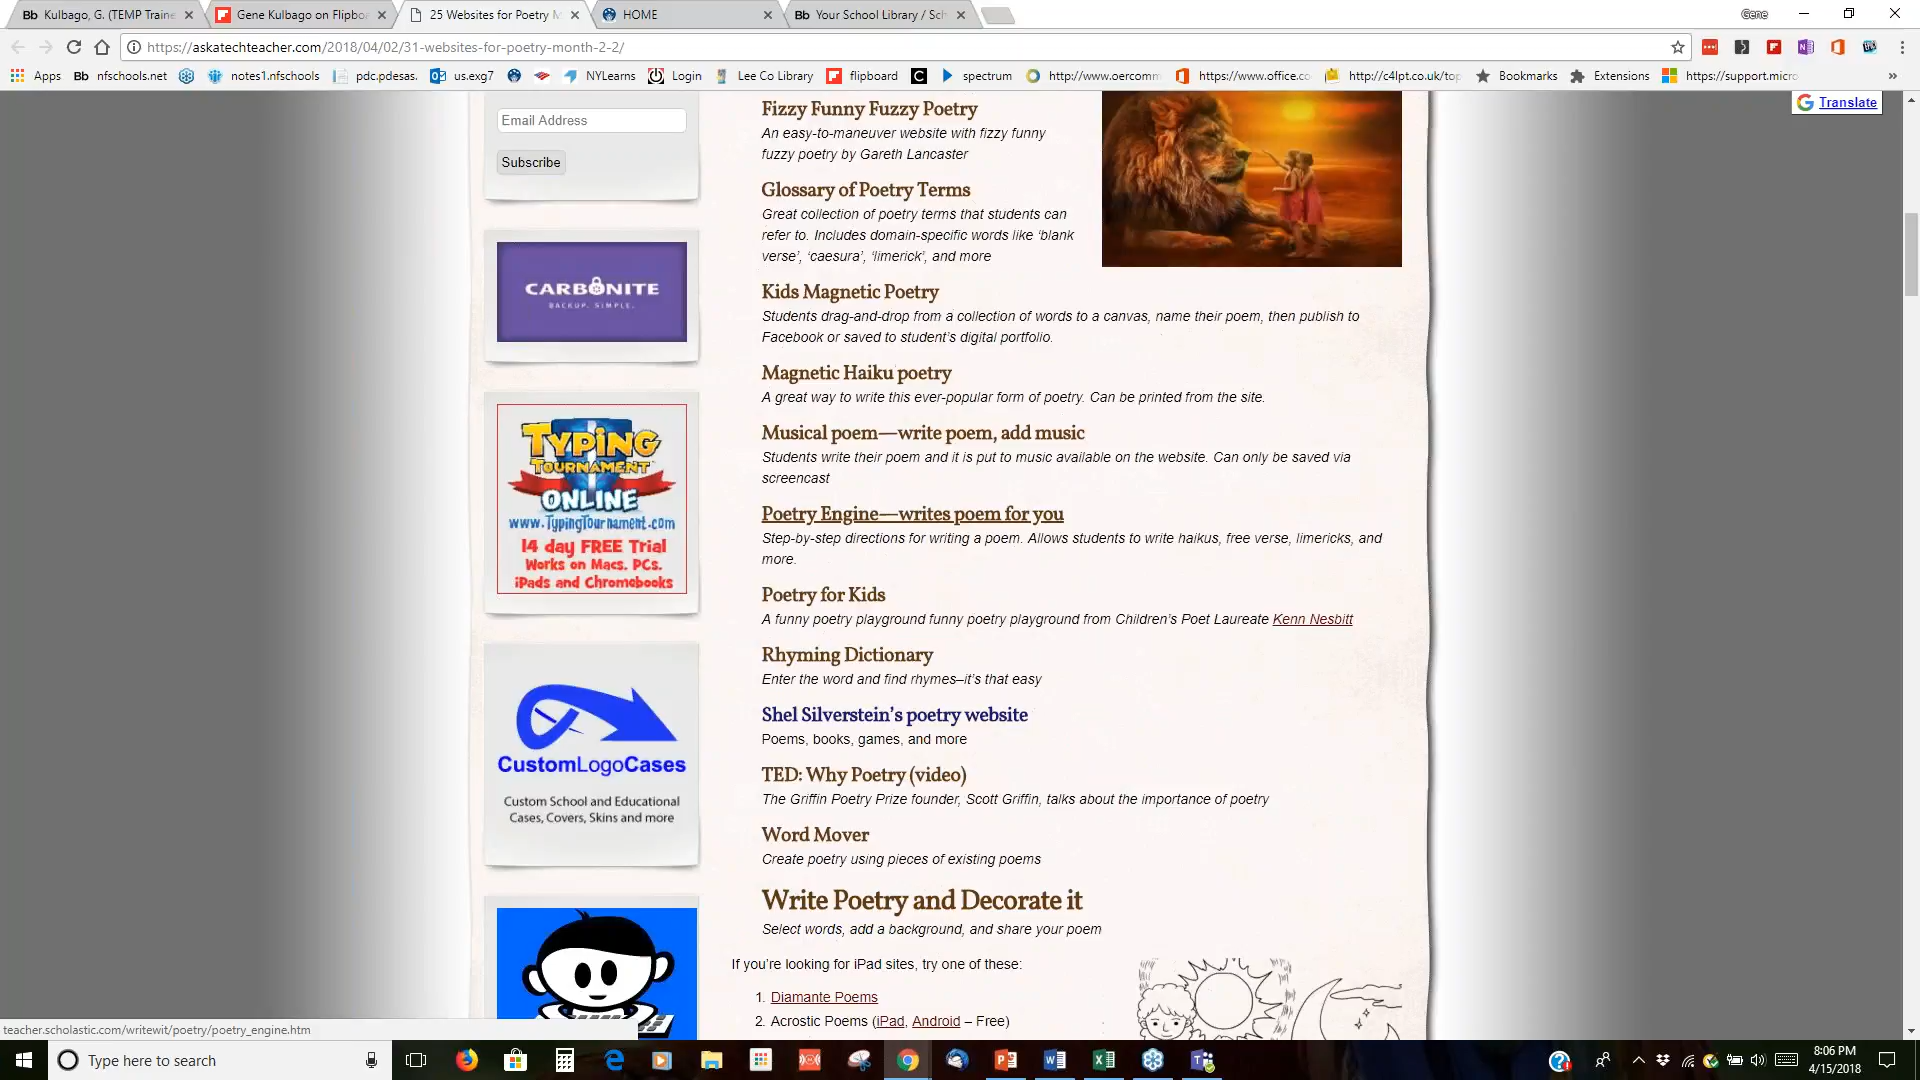 Kulbago, G. (TEMP Traine
Gene Kulbago on Flipbo
25 Websites for Poetry M
HOME
Your School Library / Sch
Gene
https://askatechteacher.com/2018/04/02/31-websites-for-poetry-month-2-2/
Apps
nfschools.net
notes1.nfschools
pdc.pdesas.
us.exg7
NYLearns
Login
Lee Co Library
flipboard
spectrum
http://www.oercomm
https://www.office.co
http://c4lpt.co.uk/top
Bookmarks
Extensions
https://support.micro
Translate
Email Address
Subscribe
CARBONITE
BACKUP. SIMPLE.
TYPING
TOURNAMENT
ONLINE
www.TypingTournament.com
14 day FREE Trial
Works on Macs. PCs.
iPads and Chromebooks
CustomLogoCases
Custom School and Educational
Cases, Covers, Skins and more
Fizzy Funny Fuzzy Poetry
An easy-to-maneuver website with fizzy funny
fuzzy poetry by Gareth Lancaster
Glossary of Poetry Terms
Great collection of poetry terms that students can
refer to. Includes domain-specific words like ‘blank
verse’, ‘caesura’, ‘limerick’, and more
Kids Magnetic Poetry
Students drag-and-drop from a collection of words to a canvas, name their poem, then publish to
Facebook or saved to student’s digital portfolio.
Magnetic Haiku poetry
A great way to write this ever-popular form of poetry. Can be printed from the site.
Musical poem—write poem, add music
Students write their poem and it is put to music available on the website. Can only be saved via
screencast
Poetry Engine—writes poem for you
Step-by-step directions for writing a poem. Allows students to write haikus, free verse, limericks, and
more.
Poetry for Kids
A funny poetry playground funny poetry playground from Children’s Poet Laureate Kenn Nesbitt
Rhyming Dictionary
Enter the word and find rhymes–it’s that easy
Shel Silverstein’s poetry website
Poems, books, games, and more
TED: Why Poetry (video)
The Griffin Poetry Prize founder, Scott Griffin, talks about the importance of poetry
Word Mover
Create poetry using pieces of existing poems
Write Poetry and Decorate it
Select words, add a background, and share your poem
If you’re looking for iPad sites, try one of these:
1. Diamante Poems
2. Acrostic Poems (iPad, Android – Free)
teacher.scholastic.com/writewit/poetry/poetry_engine.htm
Type here to search
8:06 PM
4/15/2018